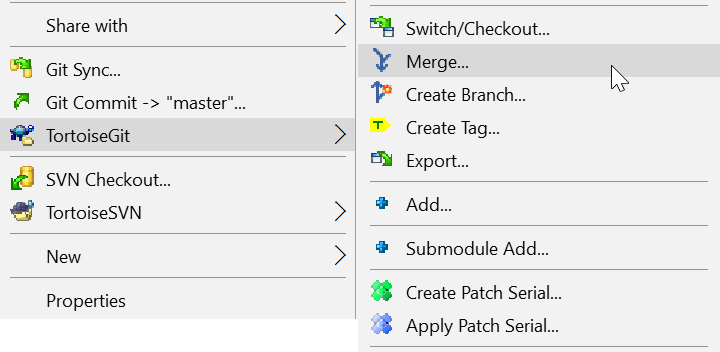 Share with
Git Sync...
Git Commit -> "master"...
TortoiseGit
SVN Checkout...
TortoiseSVN
New
Properties
Switch/Checkout...
Merge...
Create Branch...
Create Tag...
Export...
Add...
Submodule Add...
Create Patch Serial...
Apply Patch Serial...